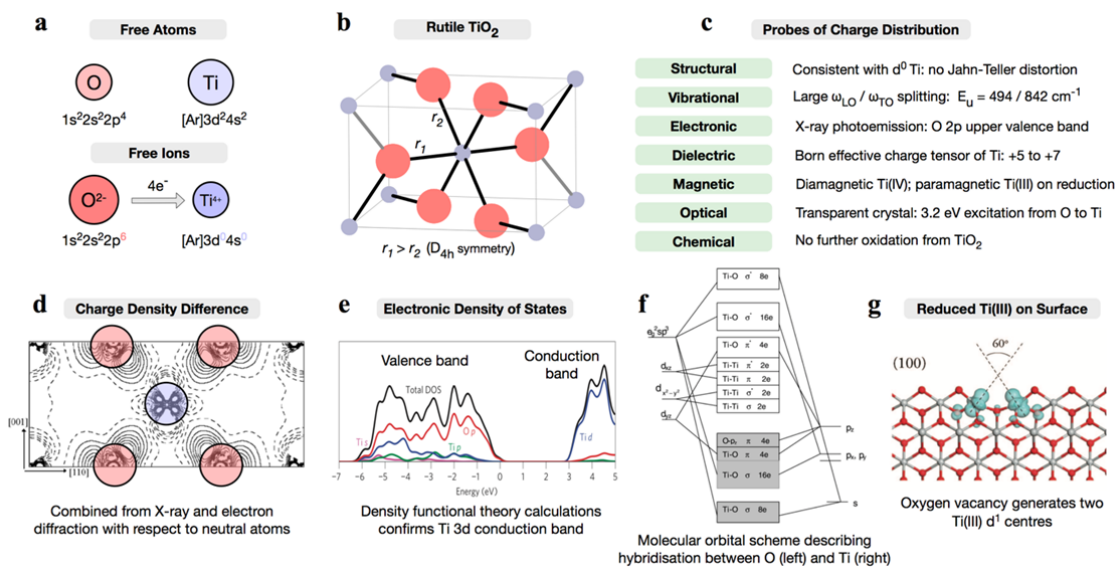 a
Free Atoms
O
Ti
1s²2s²2p⁴
[Ar]3d²4s²
Free Ions
O²⁻
4e⁻
Ti⁴⁺
1s²2s²2p⁶
[Ar]3d⁰4s⁰
b
Rutile TiO₂
r₂
r₁
r₁ > r₂ (D₄ₕ symmetry)
c
Probes of Charge Distribution
Structural Consistent with d⁰ Ti: no Jahn-Teller distortion
Vibrational Large ωLO / ωTO splitting: Eᵤ = 494 / 842 cm⁻¹
Electronic X-ray photoemission: O 2p upper valence band
Dielectric Born effective charge tensor of Ti: +5 to +7
Magnetic Diamagnetic Ti(IV); paramagnetic Ti(III) on reduction
Optical Transparent crystal: 3.2 eV excitation from O to Ti
Chemical No further oxidation from TiO₂
d
Charge Density Difference
[001]
[110]
Combined from X-ray and electron
diffraction with respect to neutral atoms
e
Electronic Density of States
Valence band
Conduction
band
Total DOS
Ti s
O p
Ti p
Ti d
−7 −6 −5 −4 −3 −2 −1 0 1 2 3 4 5
Energy (eV)
Density functional theory calculations
confirms Ti 3d conduction band
f
Ti-O σ* 8e
Ti-O σ* 16e
Ti-O π* 4e
Ti-Ti π* 2e
Ti-Ti π 2e
Ti-Ti σ* 2e
Ti-Ti σ 2e
π 4e
Ti-O π 4e
Ti-O σ 16e
Ti-O σ 8e
s
Molecular orbital scheme describing
hybridisation between O (left) and Ti (right)
g
Reduced Ti(III) on Surface
60°
(100)
Oxygen vacancy generates two
Ti(III) d¹ centres